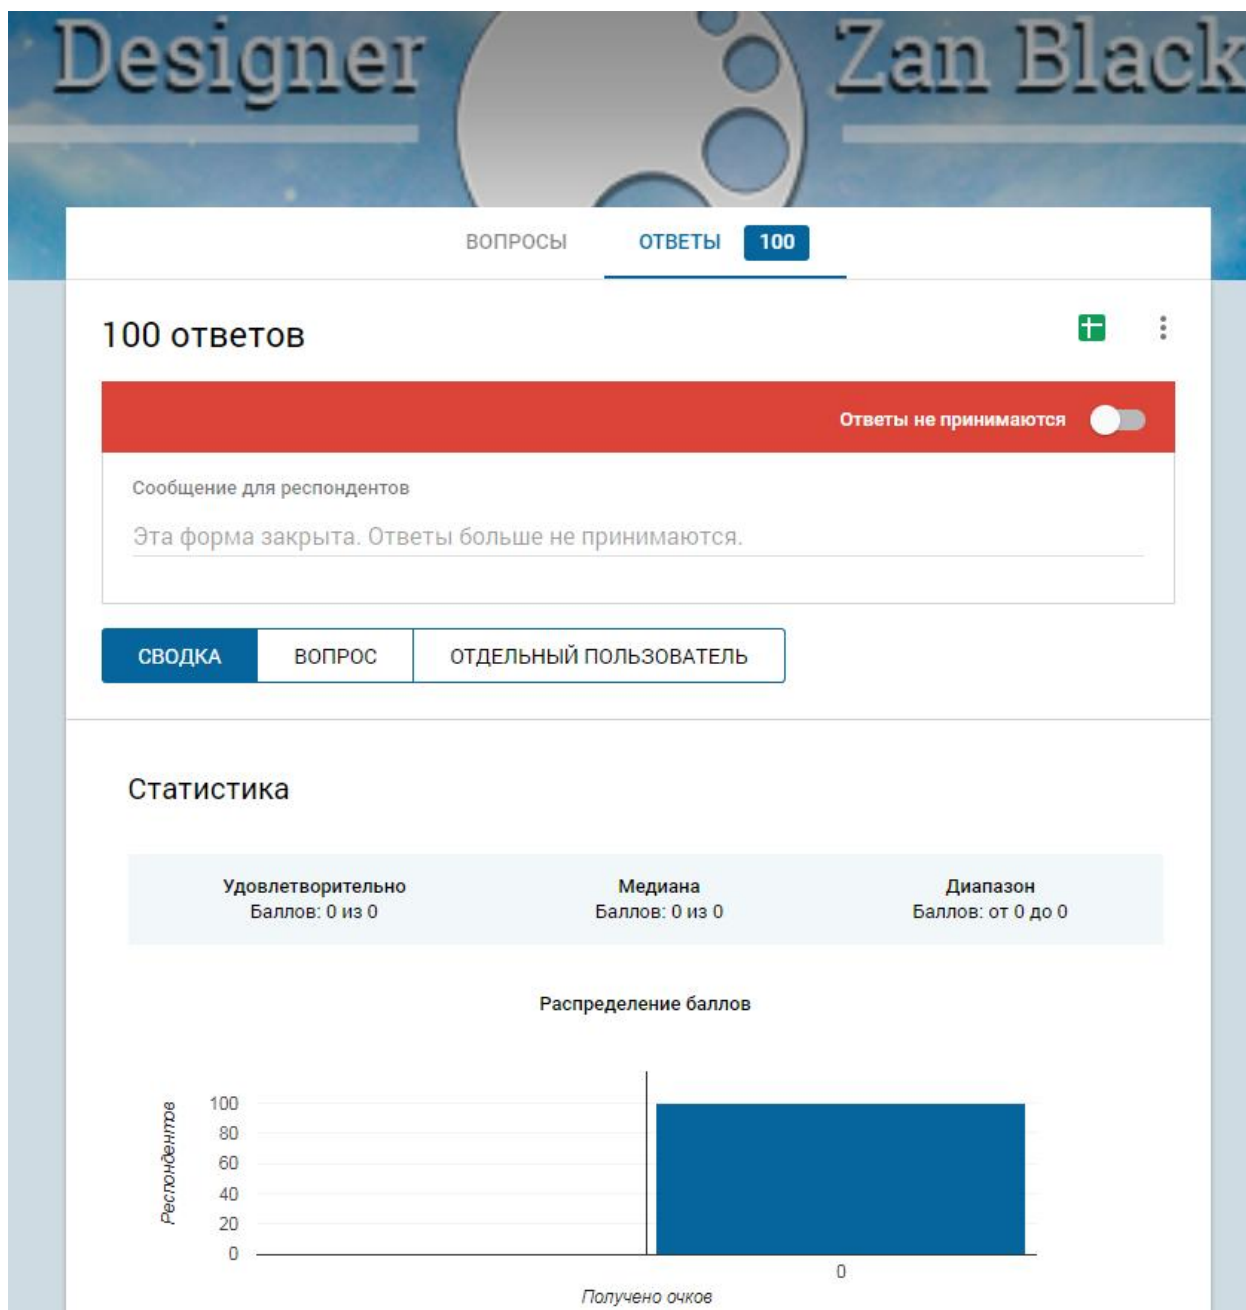 Designer Zan Black
ВОПРОСЫ ОТВЕТЫ 100
100 ответов
Ответы не принимаются
Сообщение для респондентов
Эта форма закрыта. Ответы больше не принимаются.
СВОДКА ВОПРОС ОТДЕЛЬНЫЙ ПОЛЬЗОВАТЕЛЬ
Статистика
Удовлетворительно Медиана Диапазон
Баллов: 0 из 0 Баллов: 0 из 0 Баллов: от 0 до 0
Распределение баллов
Респондентов
100
80
60
40
20
0
0
Получено очков